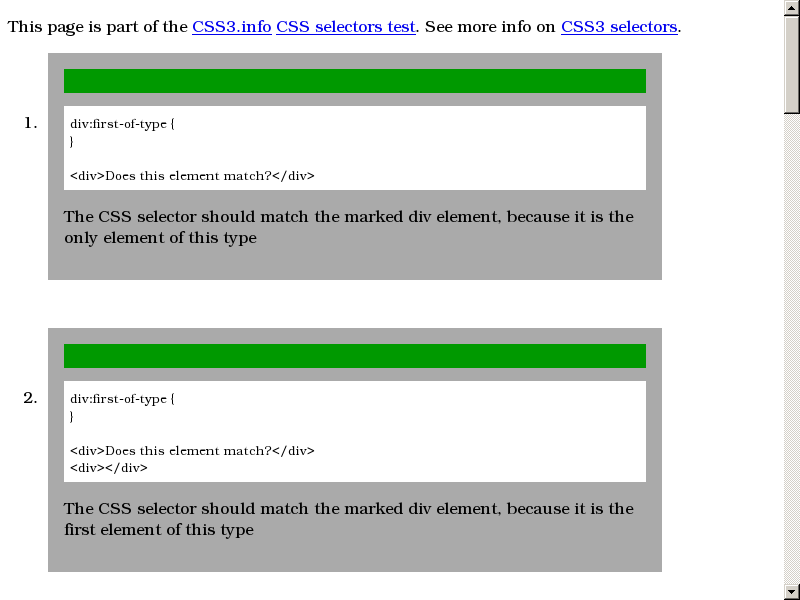 This page is part of the CSS3.info CSS selectors test. See more info on CSS3 selectors.
1.
div:first-of-type {
}
<div>Does this element match?</div>
The CSS selector should match the marked div element, because it is the
only element of this type
2.
div:first-of-type {
}
<div>Does this element match?</div>
<div></div>
The CSS selector should match the marked div element, because it is the
first element of this type